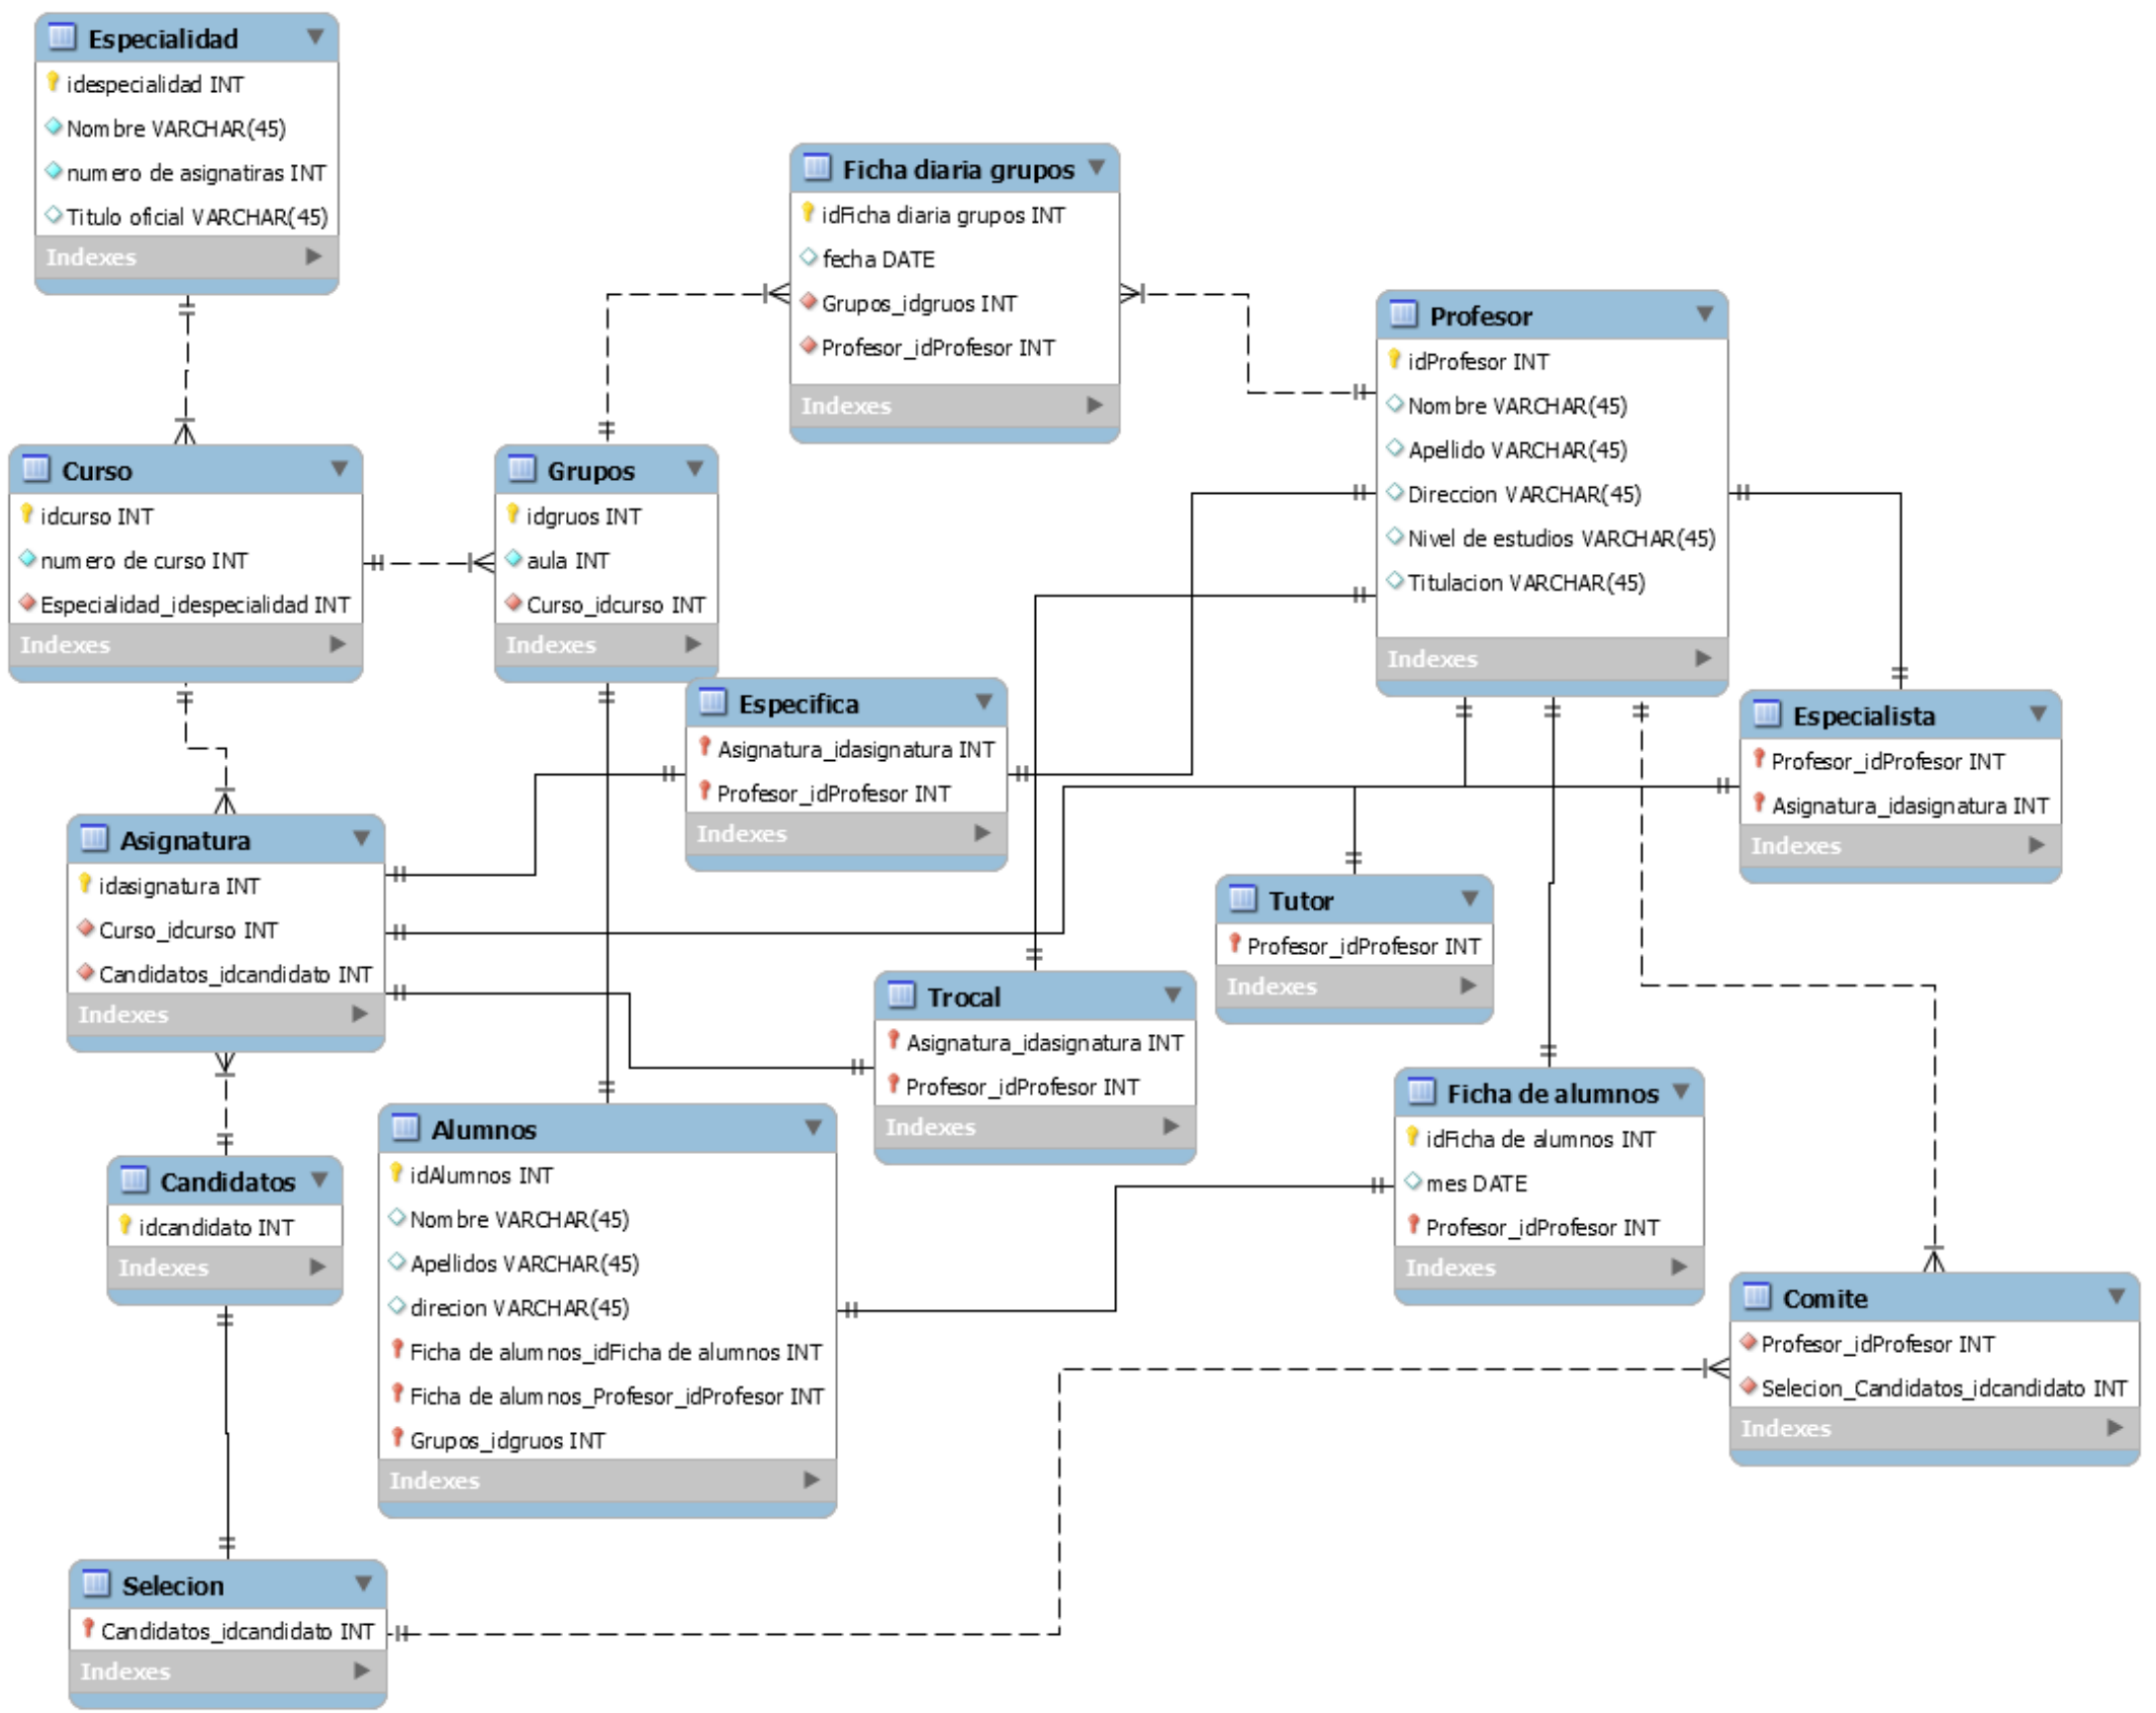 Especialidad
idespecialidad INT
Nombre VARCHAR(45)
numero de asignatiras INT
Titulo oficial VARCHAR(45)
Indexes
Ficha diaria grupos
idFicha diaria grupos INT
fecha DATE
Grupos_idgruos INT
Profesor_idProfesor INT
Indexes
Profesor
idProfesor INT
Nombre VARCHAR(45)
Apellido VARCHAR(45)
Direccion VARCHAR(45)
Nivel de estudios VARCHAR(45)
Titulacion VARCHAR(45)
Indexes
Curso
idcurso INT
numero de curso INT
Especialidad_idespecialidad INT
Indexes
Grupos
idgruos INT
aula INT
Curso_idcurso INT
Indexes
Especifica
Asignatura_idasignatura INT
Profesor_idProfesor INT
Indexes
Especialista
Profesor_idProfesor INT
Asignatura_idasignatura INT
Indexes
Asignatura
idasignatura INT
Curso_idcurso INT
Candidatos_idcandidato INT
Indexes
Tutor
Profesor_idProfesor INT
Indexes
Trocal
Asignatura_idasignatura INT
Profesor_idProfesor INT
Indexes
Ficha de alumnos
idFicha de alumnos INT
mes DATE
Profesor_idProfesor INT
Indexes
Alumnos
idAlumnos INT
Nombre VARCHAR(45)
Apellidos VARCHAR(45)
direcion VARCHAR(45)
Ficha de alumnos_idFicha de alumnos INT
Ficha de alumnos_Profesor_idProfesor INT
Grupos_idgruos INT
Indexes
Candidatos
idcandidato INT
Indexes
Comite
Profesor_idProfesor INT
Selecion_Candidatos_idcandidato INT
Indexes
Selecion
Candidatos_idcandidato INT
Indexes